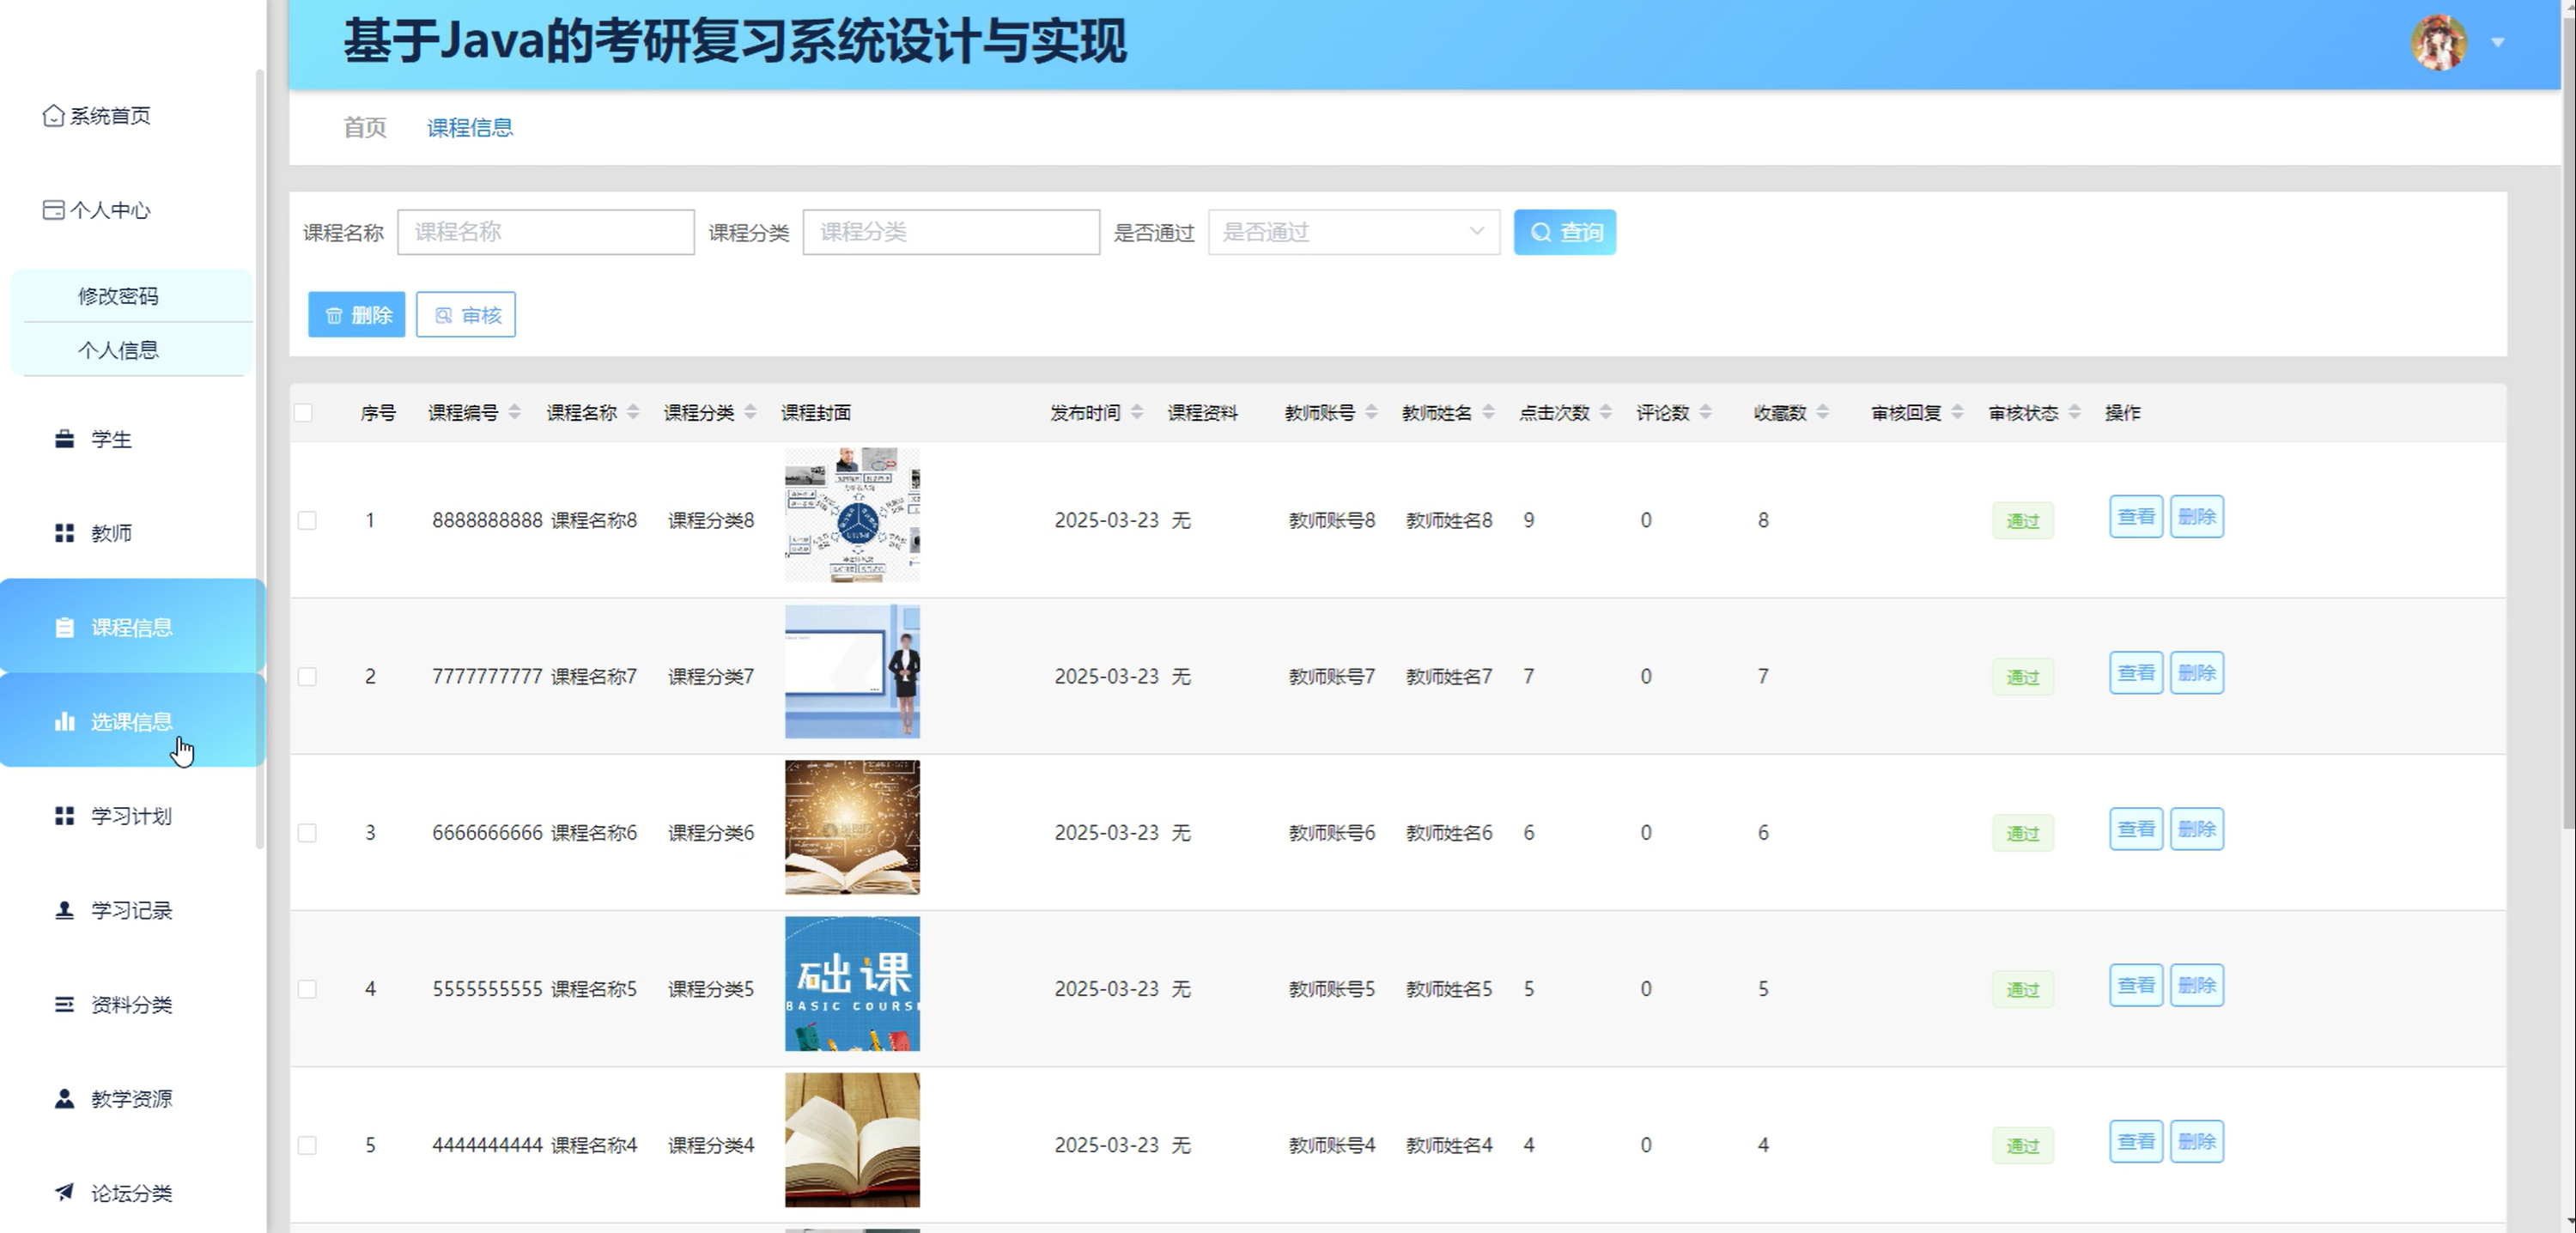 基于Java的考研复习系统设计与实现
系统首页
个人中心
修改密码
个人信息
学生
教师
课程信息
选课信息
学习计划
学习记录
资料分类
教学资源
论坛分类
首页 课程信息
课程名称 课程名称 课程分类 课程分类 是否通过 是否通过 查询
删除 审核
序号 课程编号 课程名称 课程分类 课程封面 发布时间 课程资料 教师账号 教师姓名 点击次数 评论数 收藏数 审核回复 审核状态 操作
1 8888888888 课程名称8 课程分类8 2025-03-23 无 教师账号8 教师姓名8 9 0 8 通过 查看 删除
2 7777777777 课程名称7 课程分类7 2025-03-23 无 教师账号7 教师姓名7 7 0 7 通过 查看 删除
3 6666666666 课程名称6 课程分类6 2025-03-23 无 教师账号6 教师姓名6 6 0 6 通过 查看 删除
4 5555555555 课程名称5 课程分类5 2025-03-23 无 教师账号5 教师姓名5 5 0 5 通过 查看 删除
础课
BASIC COURS
5 4444444444 课程名称4 课程分类4 2025-03-23 无 教师账号4 教师姓名4 4 0 4 通过 查看 删除